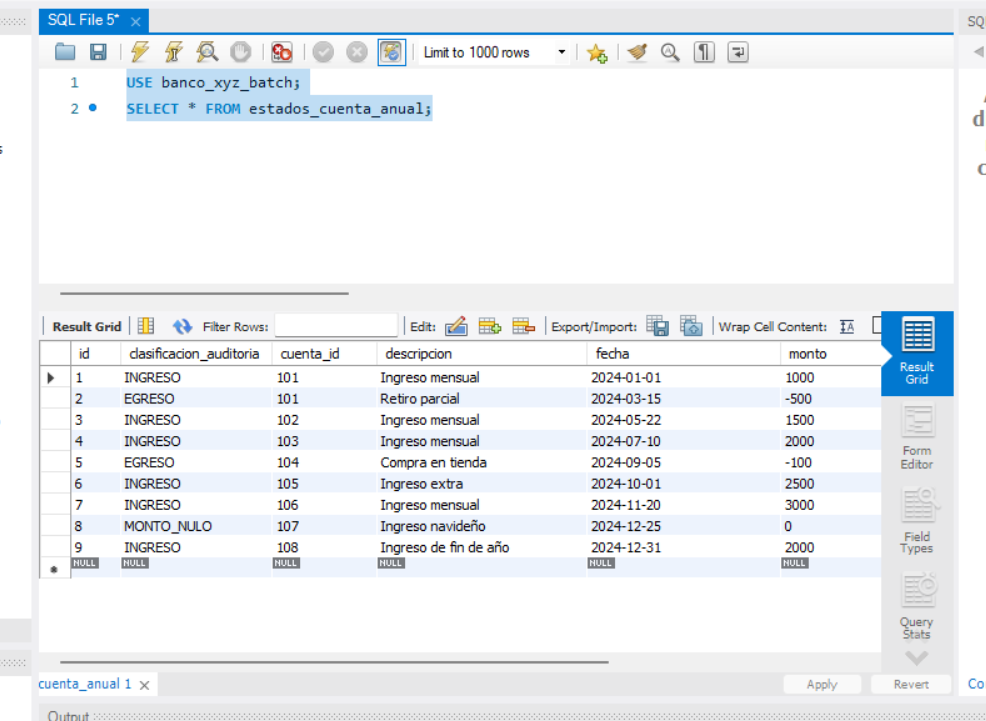 SQL File 5*
SQ
Limit to 1000 rows
1 USE banco_xyz_batch;
2 SELECT * FROM estados_cuenta_anual;
Result Grid Filter Rows: Edit: Export/Import: Wrap Cell Content:
id clasificacion_auditoria cuenta_id descripcion fecha monto
1 INGRESO 101 Ingreso mensual 2024-01-01 1000
2 EGRESO 101 Retiro parcial 2024-03-15 -500
3 INGRESO 102 Ingreso mensual 2024-05-22 1500
4 INGRESO 103 Ingreso mensual 2024-07-10 2000
5 EGRESO 104 Compra en tienda 2024-09-05 -100
6 INGRESO 105 Ingreso extra 2024-10-01 2500
7 INGRESO 106 Ingreso mensual 2024-11-20 3000
8 MONTO_NULO 107 Ingreso navideño 2024-12-25 0
9 INGRESO 108 Ingreso de fin de año 2024-12-31 2000
NULL NULL NULL NULL NULL NULL
Result
Grid
Form
Editor
Field
Types
Query
Stats
cuenta_anual 1
Apply Revert
Output